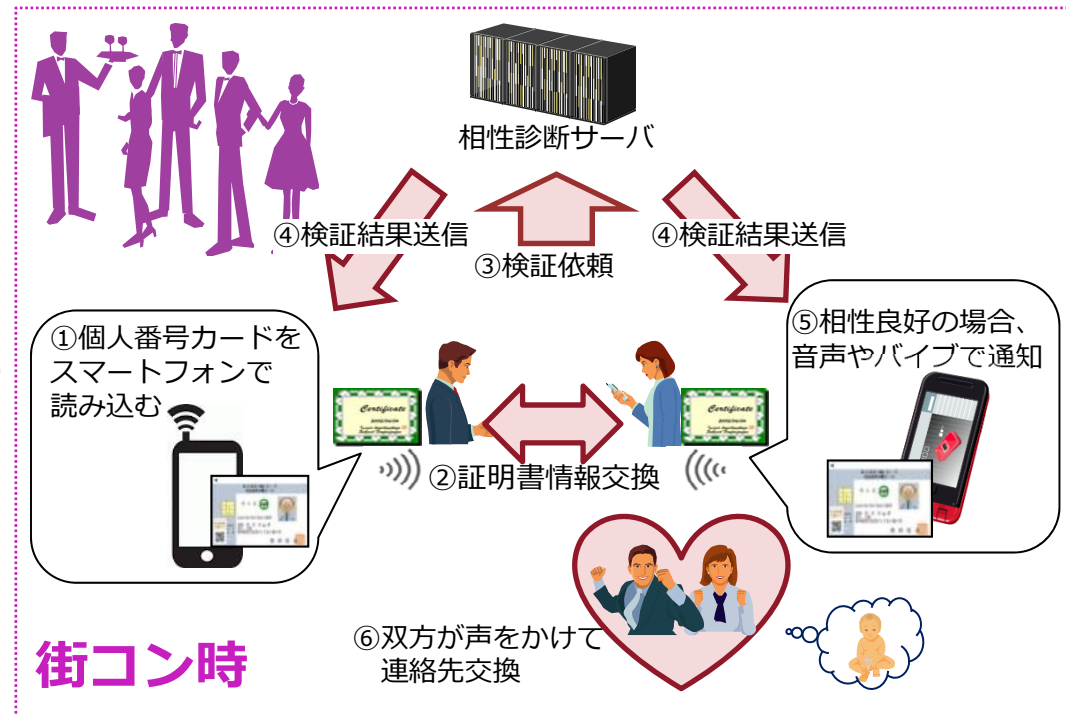 相性診断サーバ
④検証結果送信
③検証依頼
④検証結果送信
①個人番号カードを
スマートフォンで
読み込む
⑤相性良好の場合、
音声やバイブで通知
Certificate
Certificate
②証明書情報交換
⑥双方が声をかけて
連絡先交換
街コン時